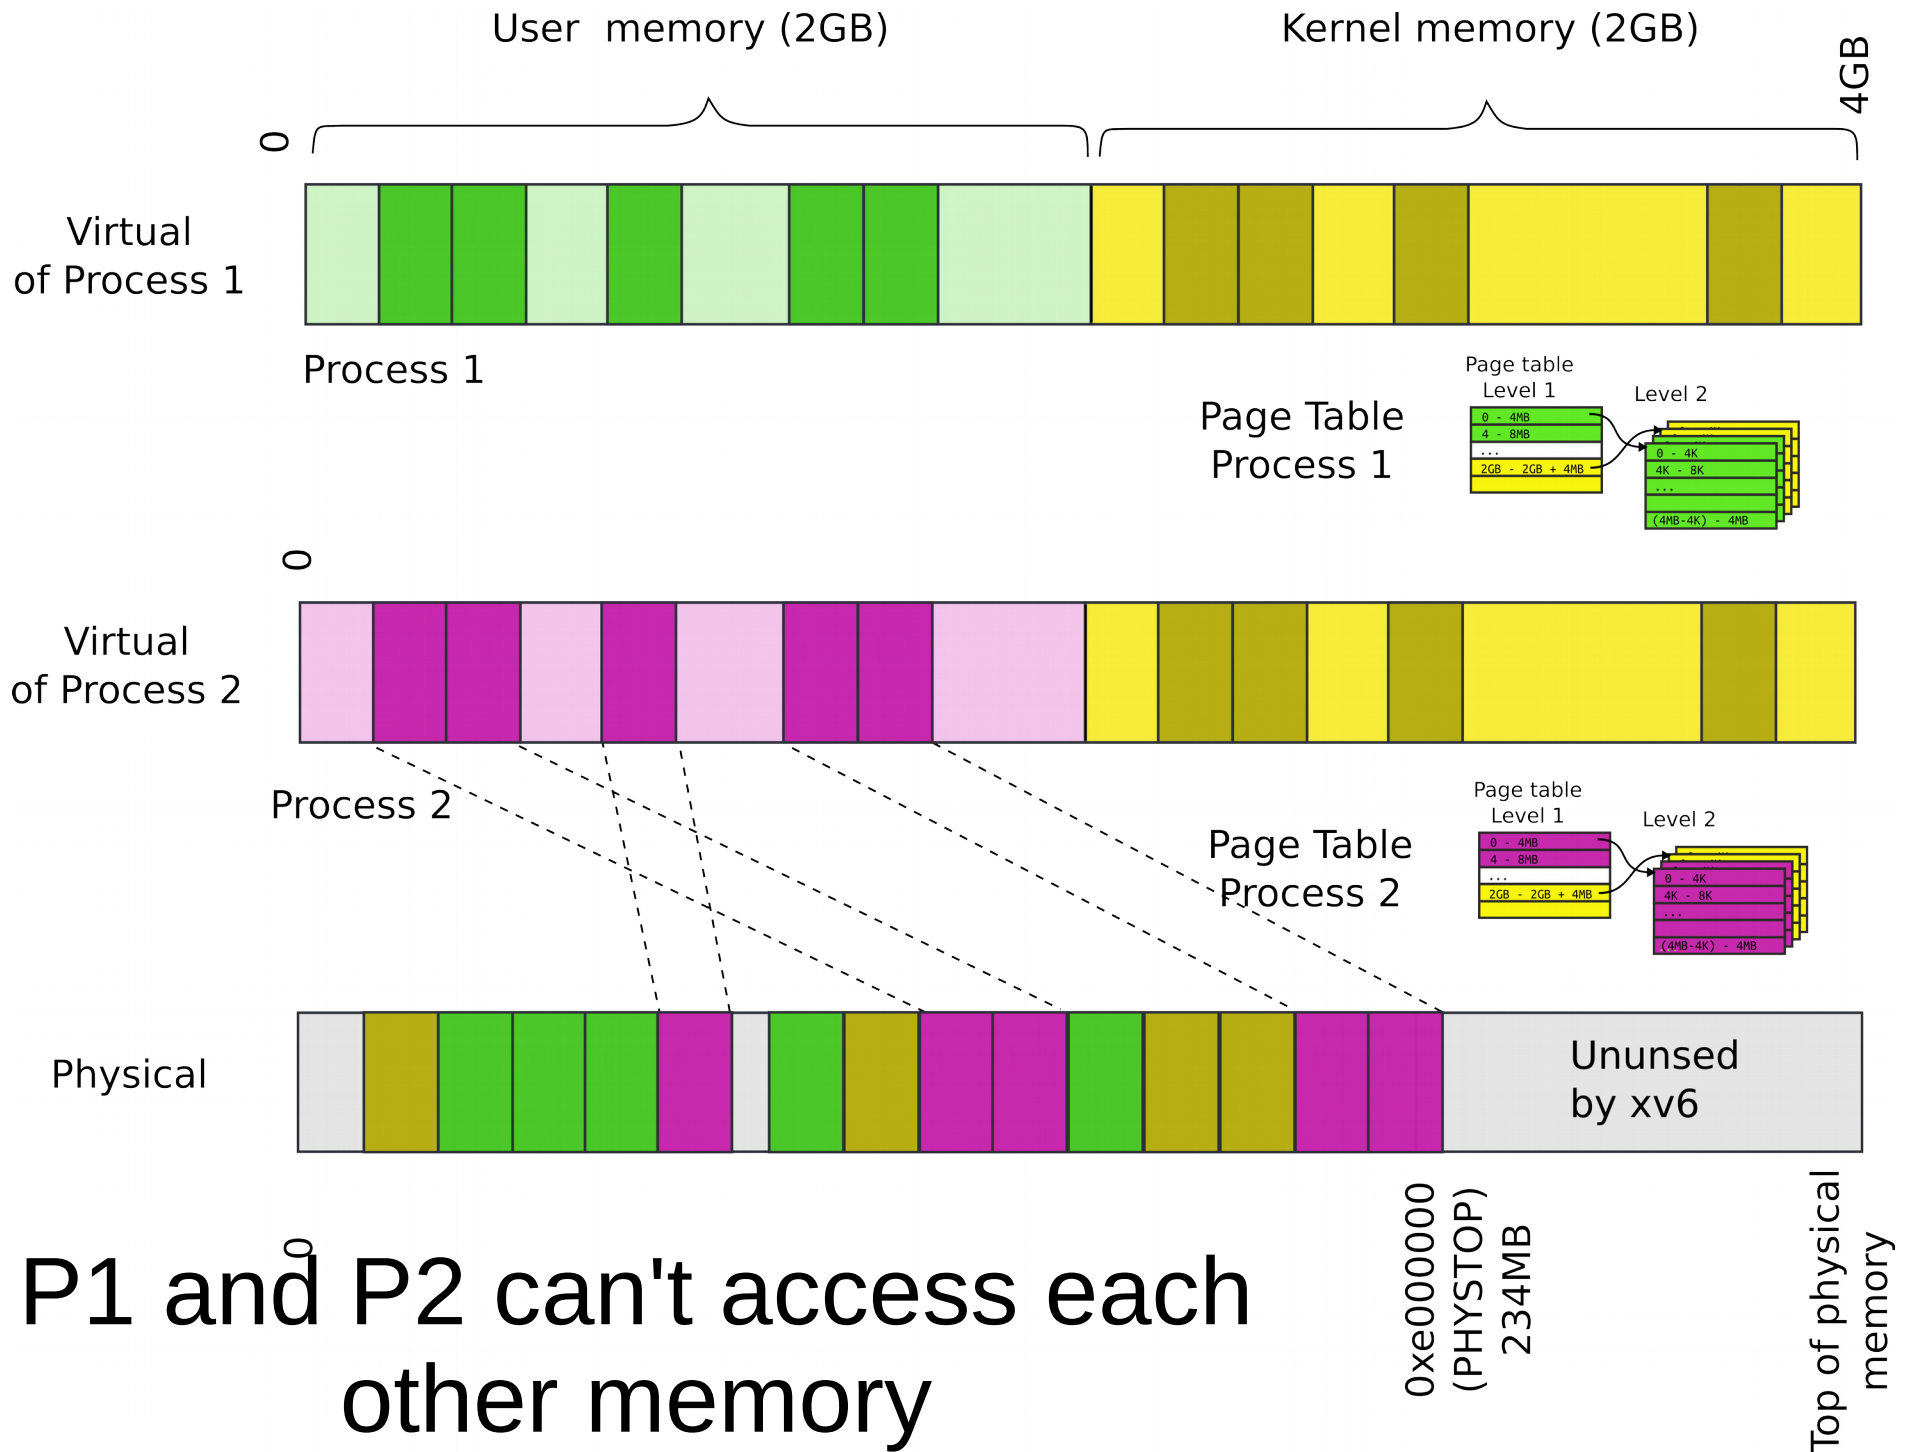 User  memory (2GB)
Kernel memory (2GB)
4GB
0
Virtual
of Process 1
Process 1
Page Table
Process 1
Page table
Level 1
Level 2
0 - 4MB
4 - 8MB
...
2GB - 2GB + 4MB
0 - 4K
4K - 8K
...
(4MB-4K) - 4MB
0
Virtual
of Process 2
Process 2
Page Table
Process 2
Page table
Level 1
Level 2
0 - 4MB
4 - 8MB
...
2GB - 2GB + 4MB
0 - 4K
4K - 8K
...
(4MB-4K) - 4MB
Physical
Ununsed
by xv6
0
0xe000000
(PHYSTOP)
234MB
Top of physical
memory
P1 and P2 can't access each
other memory